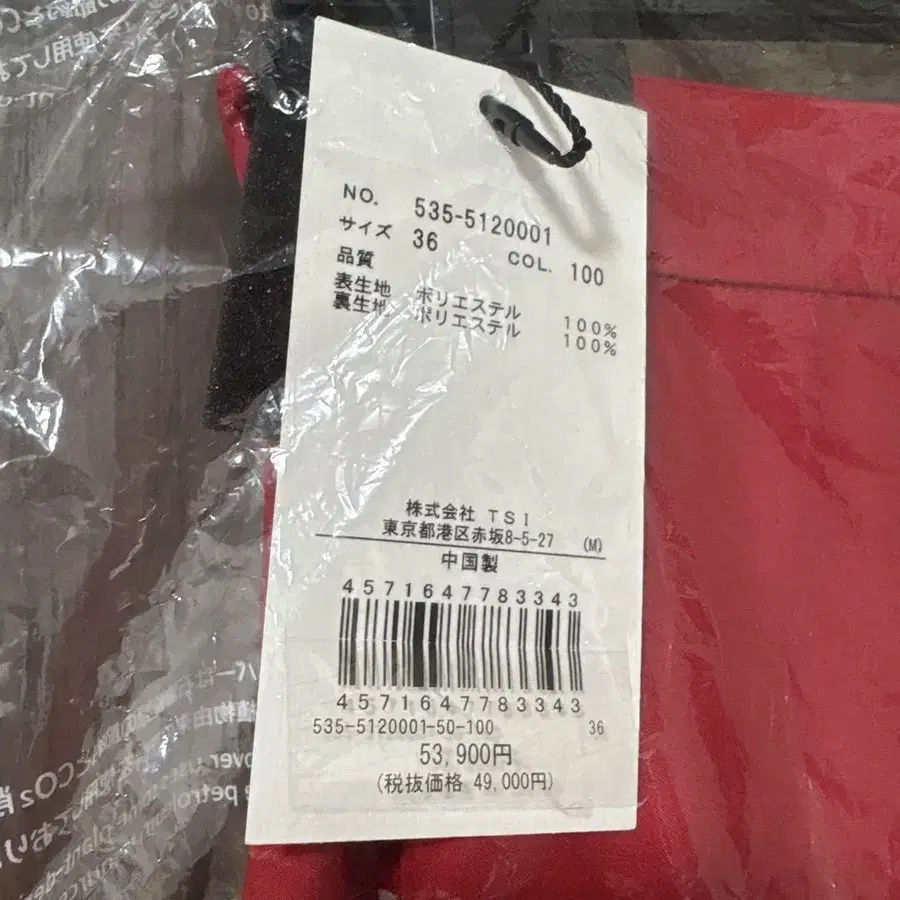 NO. 535-5120001
サイズ 36 COL. 100
品質
表生地 ポリエステル 100%
裏生地 ポリエステル 100%
株式会社 TSI
東京都港区赤坂8-5-27 (M)
中国製
4571647783343
4571647783343
535-5120001-50-100 36
53,900円
(税抜価格 49,000円)